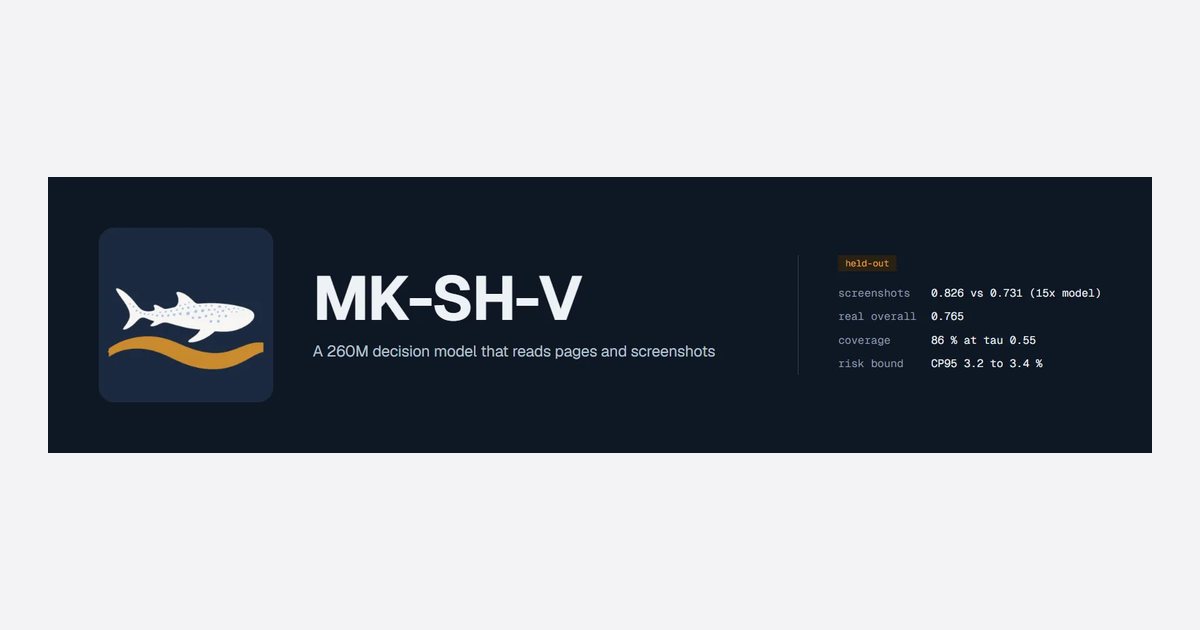 MK-SH-V
A 260M decision model that reads pages and screenshots
held-out
screenshots 0.826 vs 0.731 (15x model)
real overall 0.765
coverage 86 % at tau 0.55
risk bound CP95 3.2 to 3.4 %